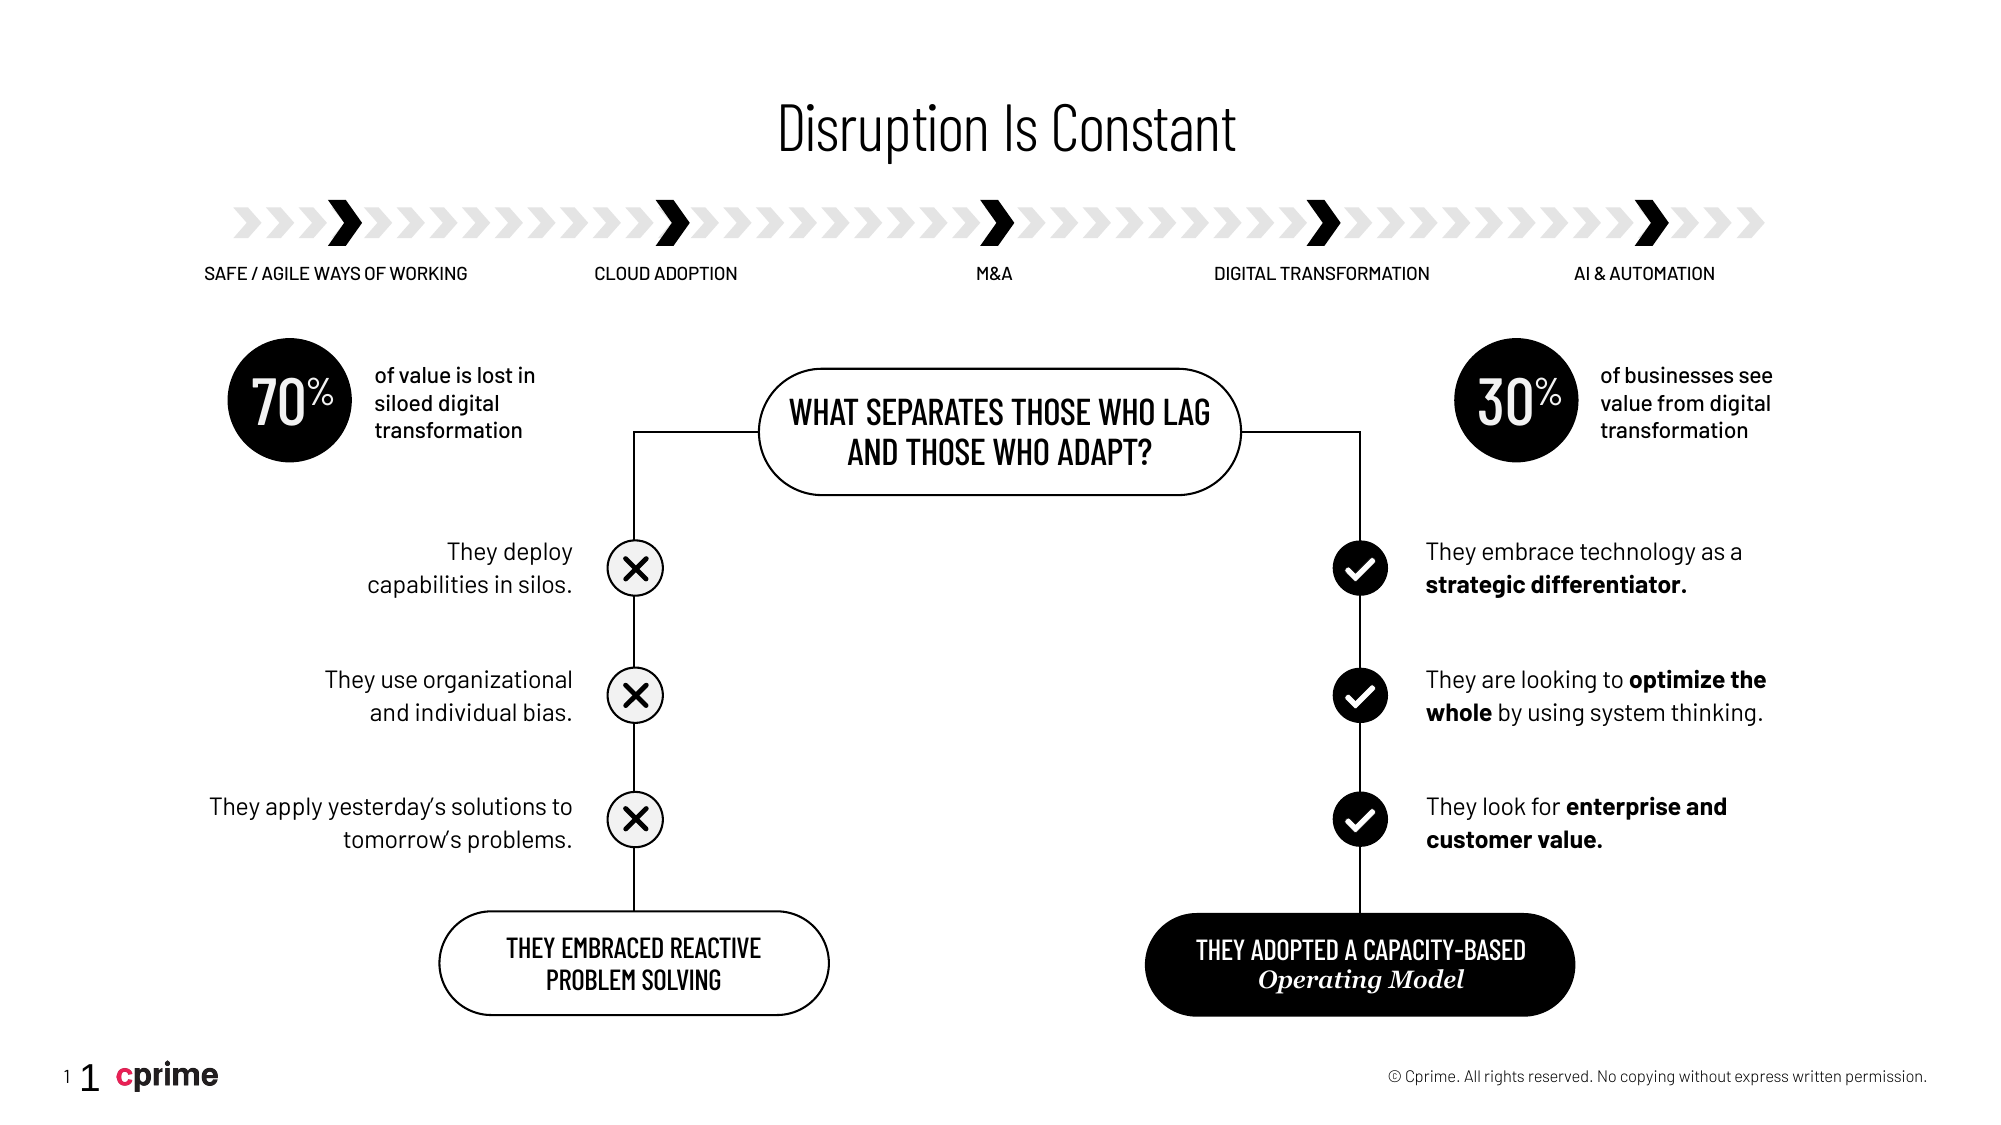 Disruption Is Constant
SAFE / AGILE WAYS OF WORKING
CLOUD ADOPTION
M&A
DIGITAL TRANSFORMATION
AI & AUTOMATION
70%
of value is lost in
siloed digital
transformation
WHAT SEPARATES THOSE WHO LAG
AND THOSE WHO ADAPT?
30%
of businesses see
value from digital
transformation
They deploy
capabilities in silos.
They use organizational
and individual bias.
They apply yesterday’s solutions to
tomorrow’s problems.
THEY EMBRACED REACTIVE
PROBLEM SOLVING
They embrace technology as a
strategic differentiator.
They are looking to optimize the
whole by using system thinking.
They look for enterprise and
customer value.
THEY ADOPTED A CAPACITY-BASED
Operating Model
1 1 cprime
© Cprime. All rights reserved. No copying without express written permission.